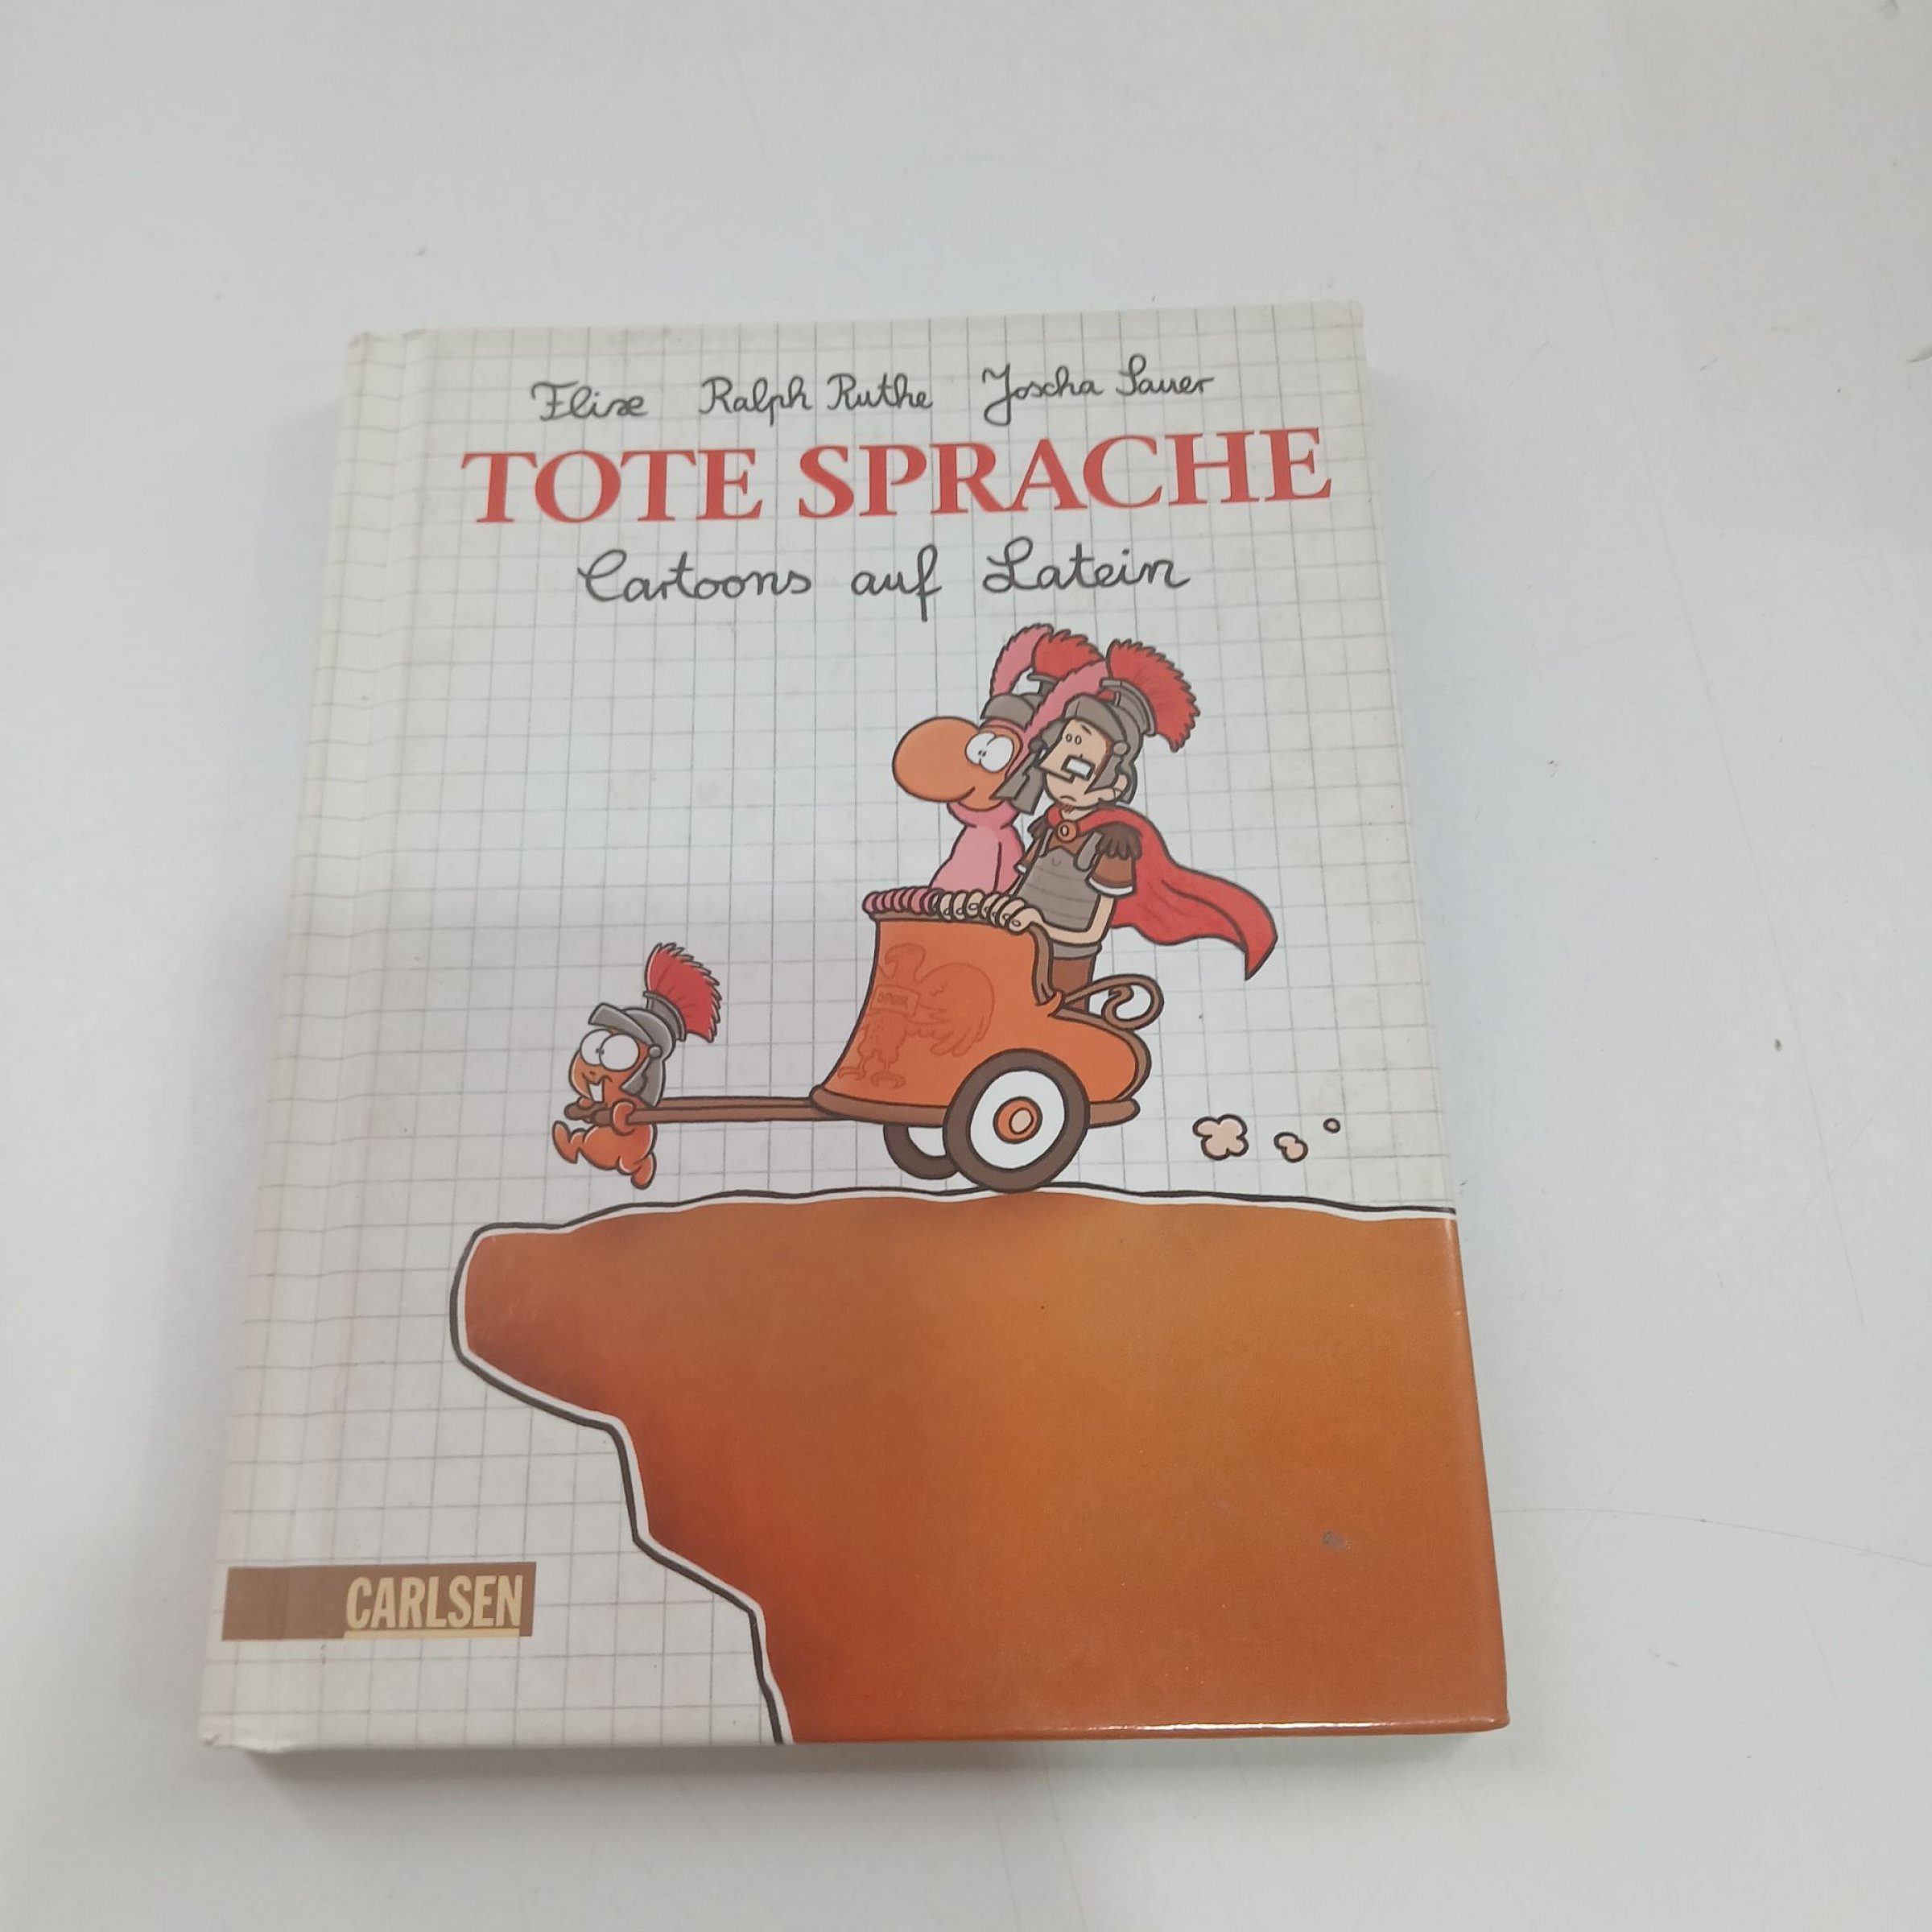 Flix Ralph Ruthe Joscha Sauer
TOTE SPRACHE
Cartoons auf Latein
CARLSEN